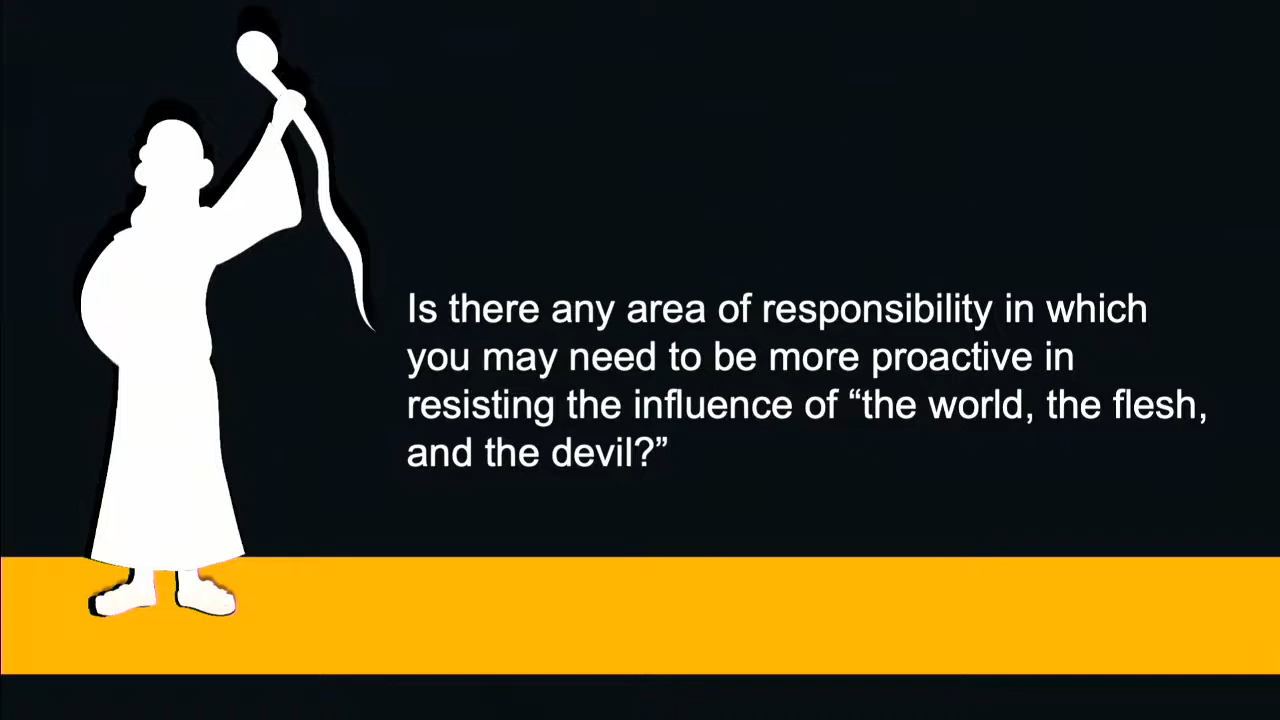 Is there any area of responsibility in which
you may need to be more proactive in
resisting the influence of “the world, the flesh,
and the devil?”